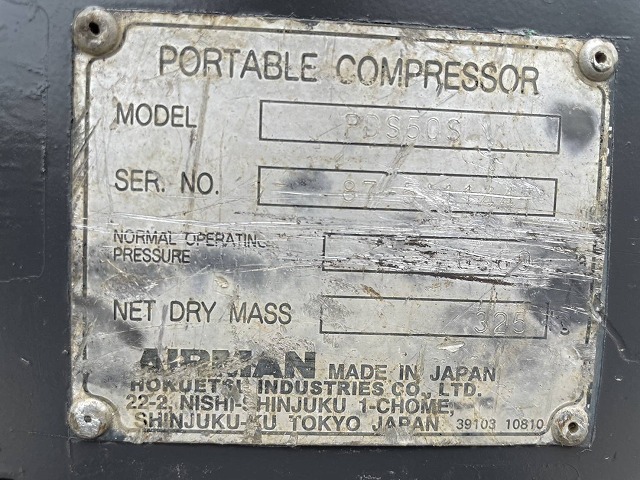 PORTABLE COMPRESSOR
MODEL PDS50S
SER. NO.
NORMAL OPERATING
PRESSURE
NET DRY MASS 325
AIRMAN MADE IN JAPAN
HOKUETSU INDUSTRIES CO., LTD.
22-2, NISHI-SHINJUKU 1-CHOME,
SHINJUKU-KU TOKYO JAPAN 39103 10810